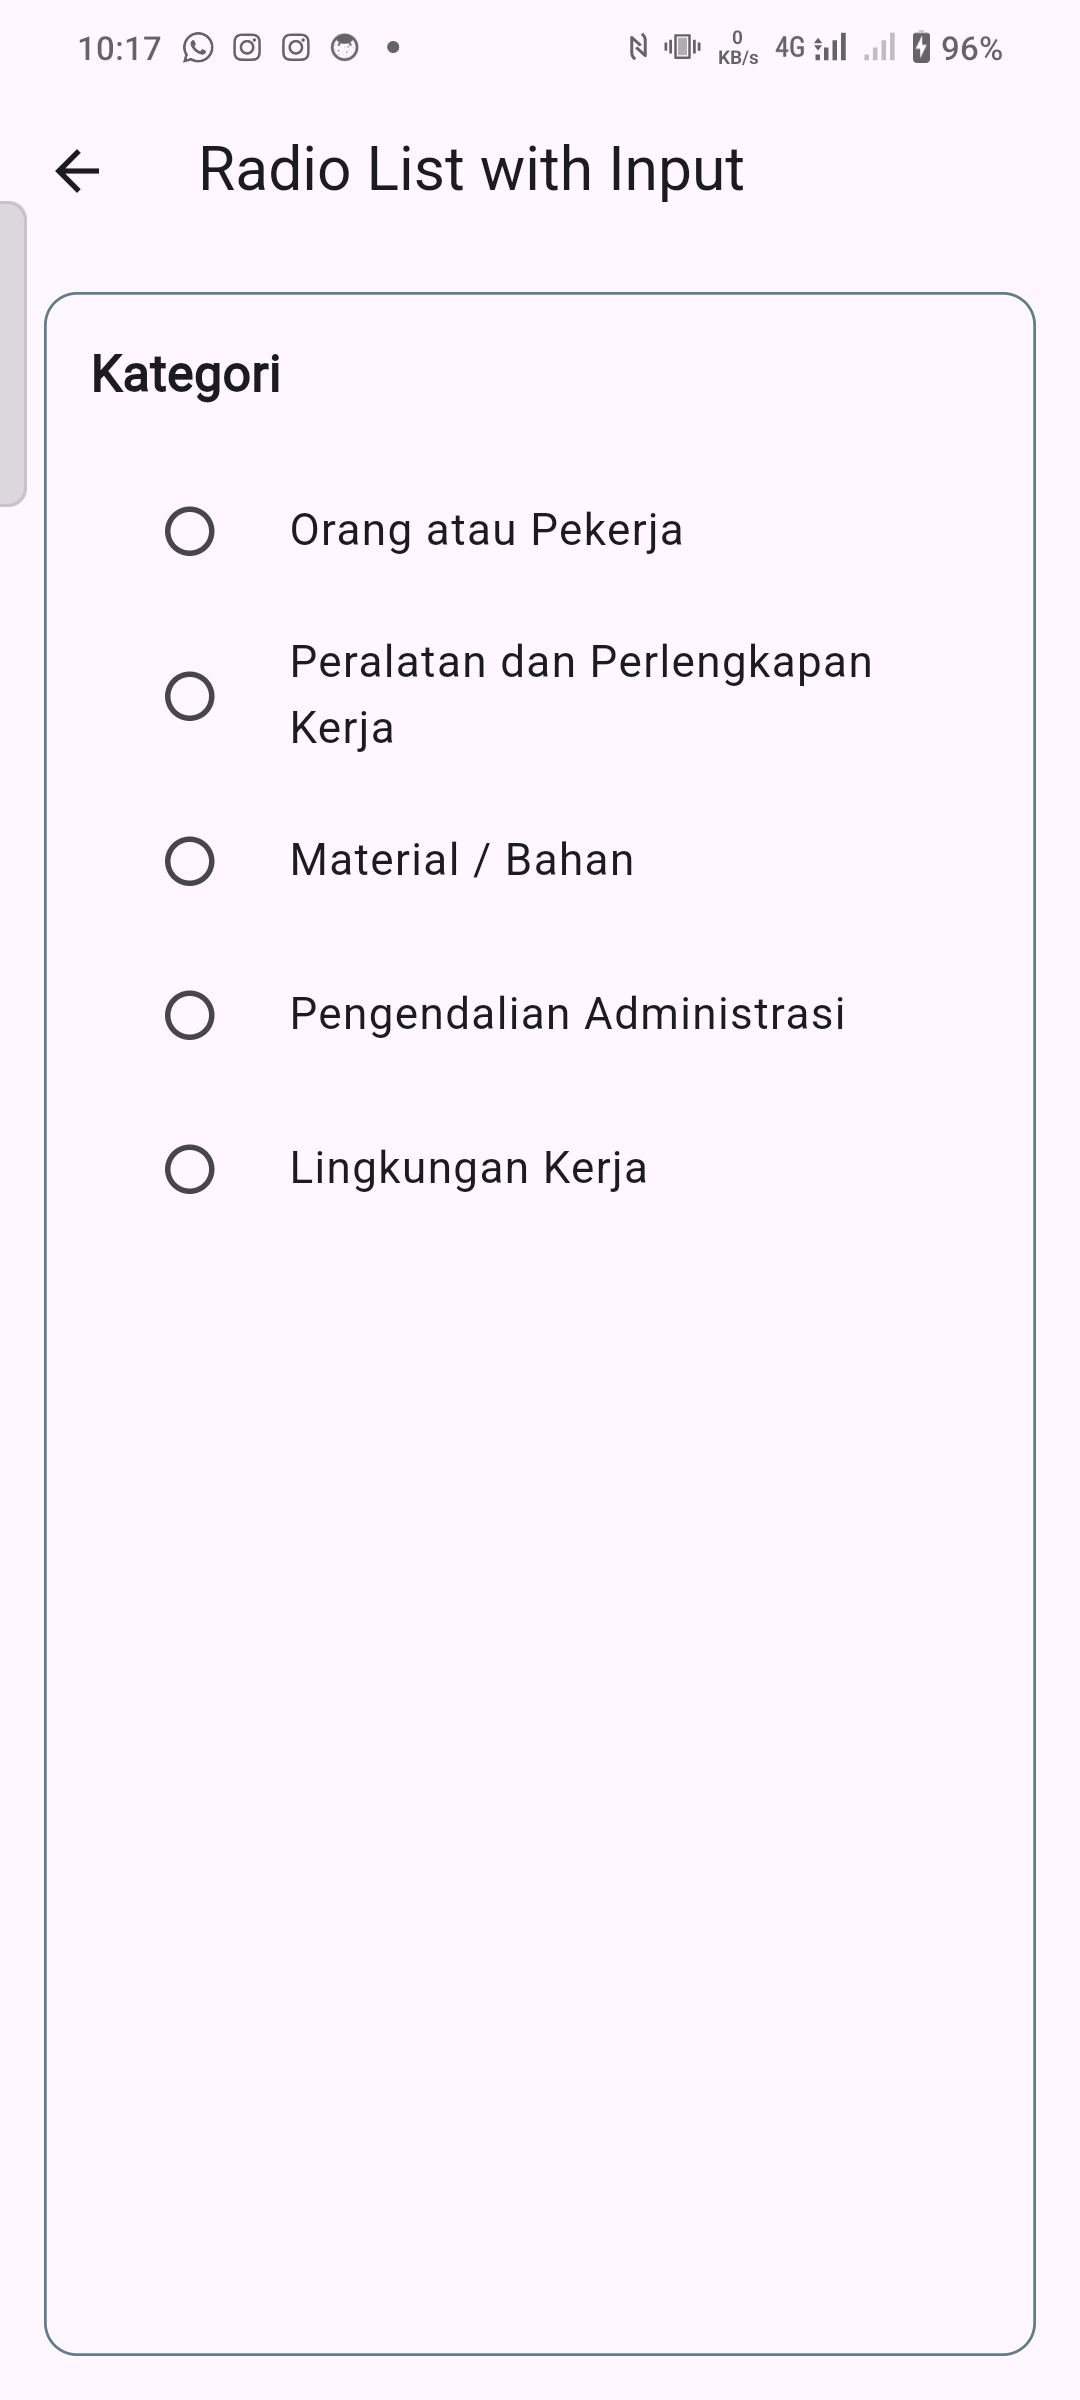 10:17
0
KB/s
4G
96%
Radio List with Input
Kategori
Orang atau Pekerja
Peralatan dan Perlengkapan
Kerja
Material / Bahan
Pengendalian Administrasi
Lingkungan Kerja